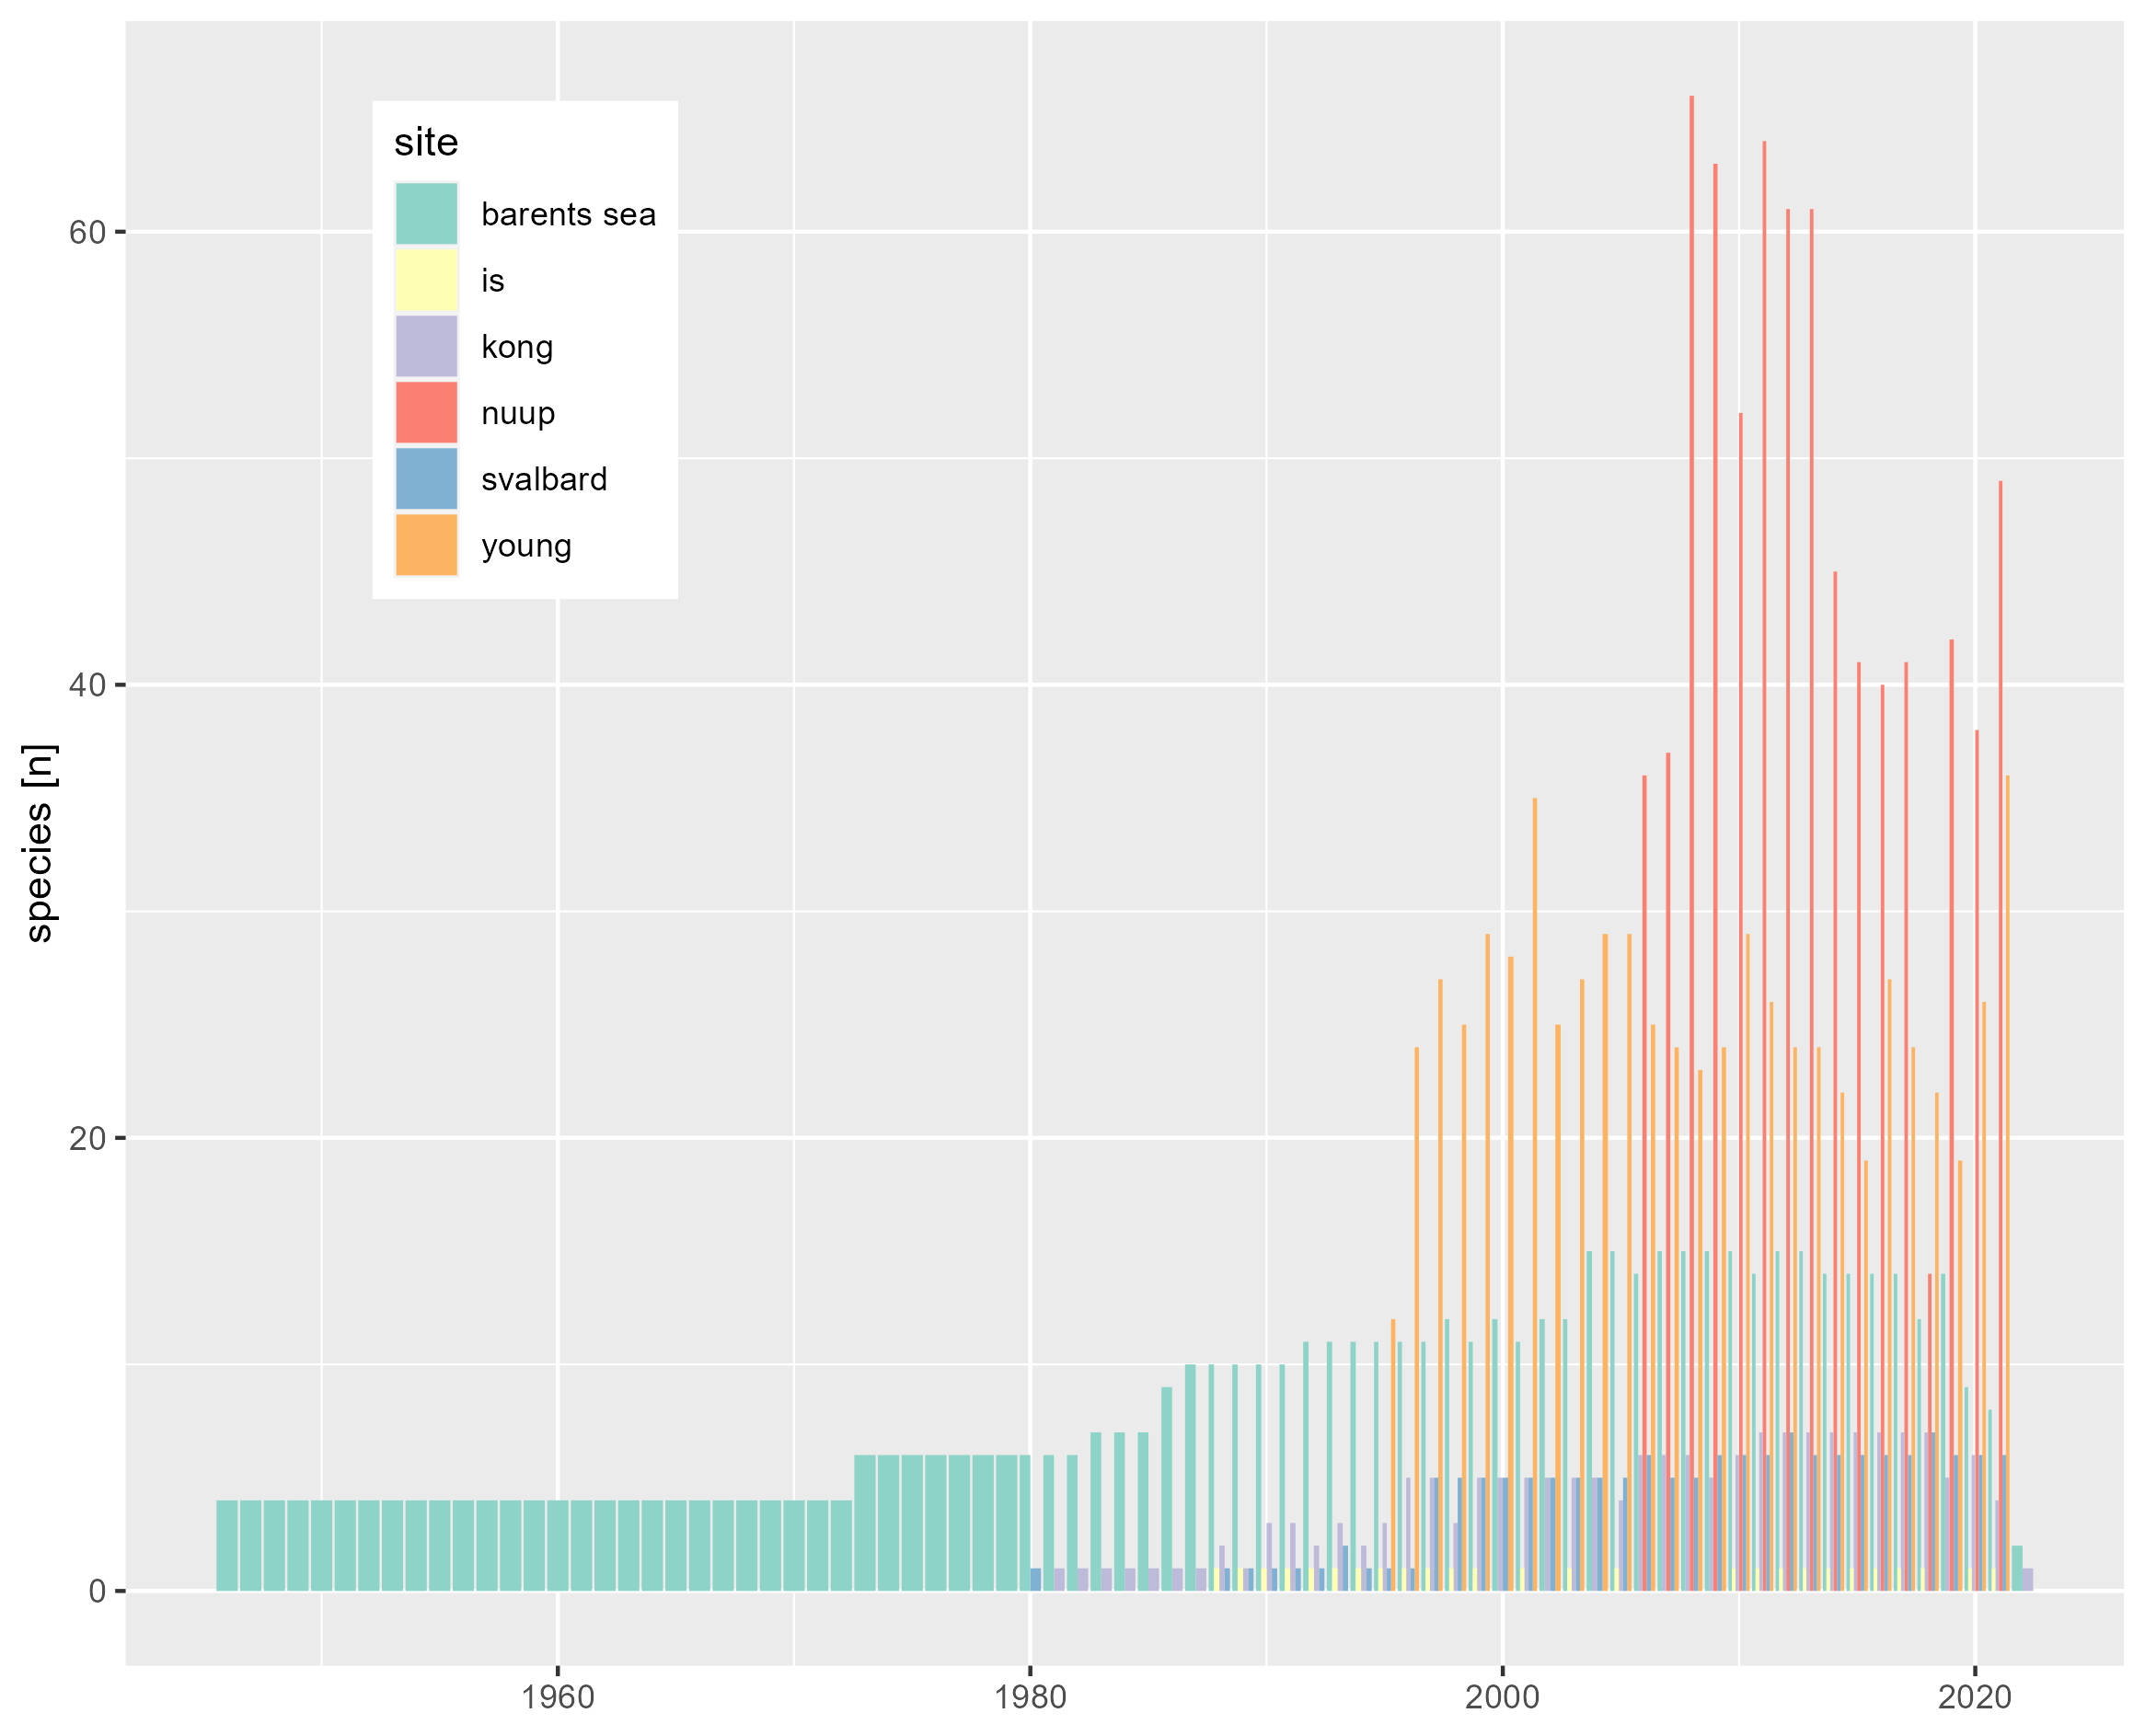 site
barents sea
is
kong
nuup
svalbard
young
species [n]
60
40
20
0
1960
1980
2000
2020